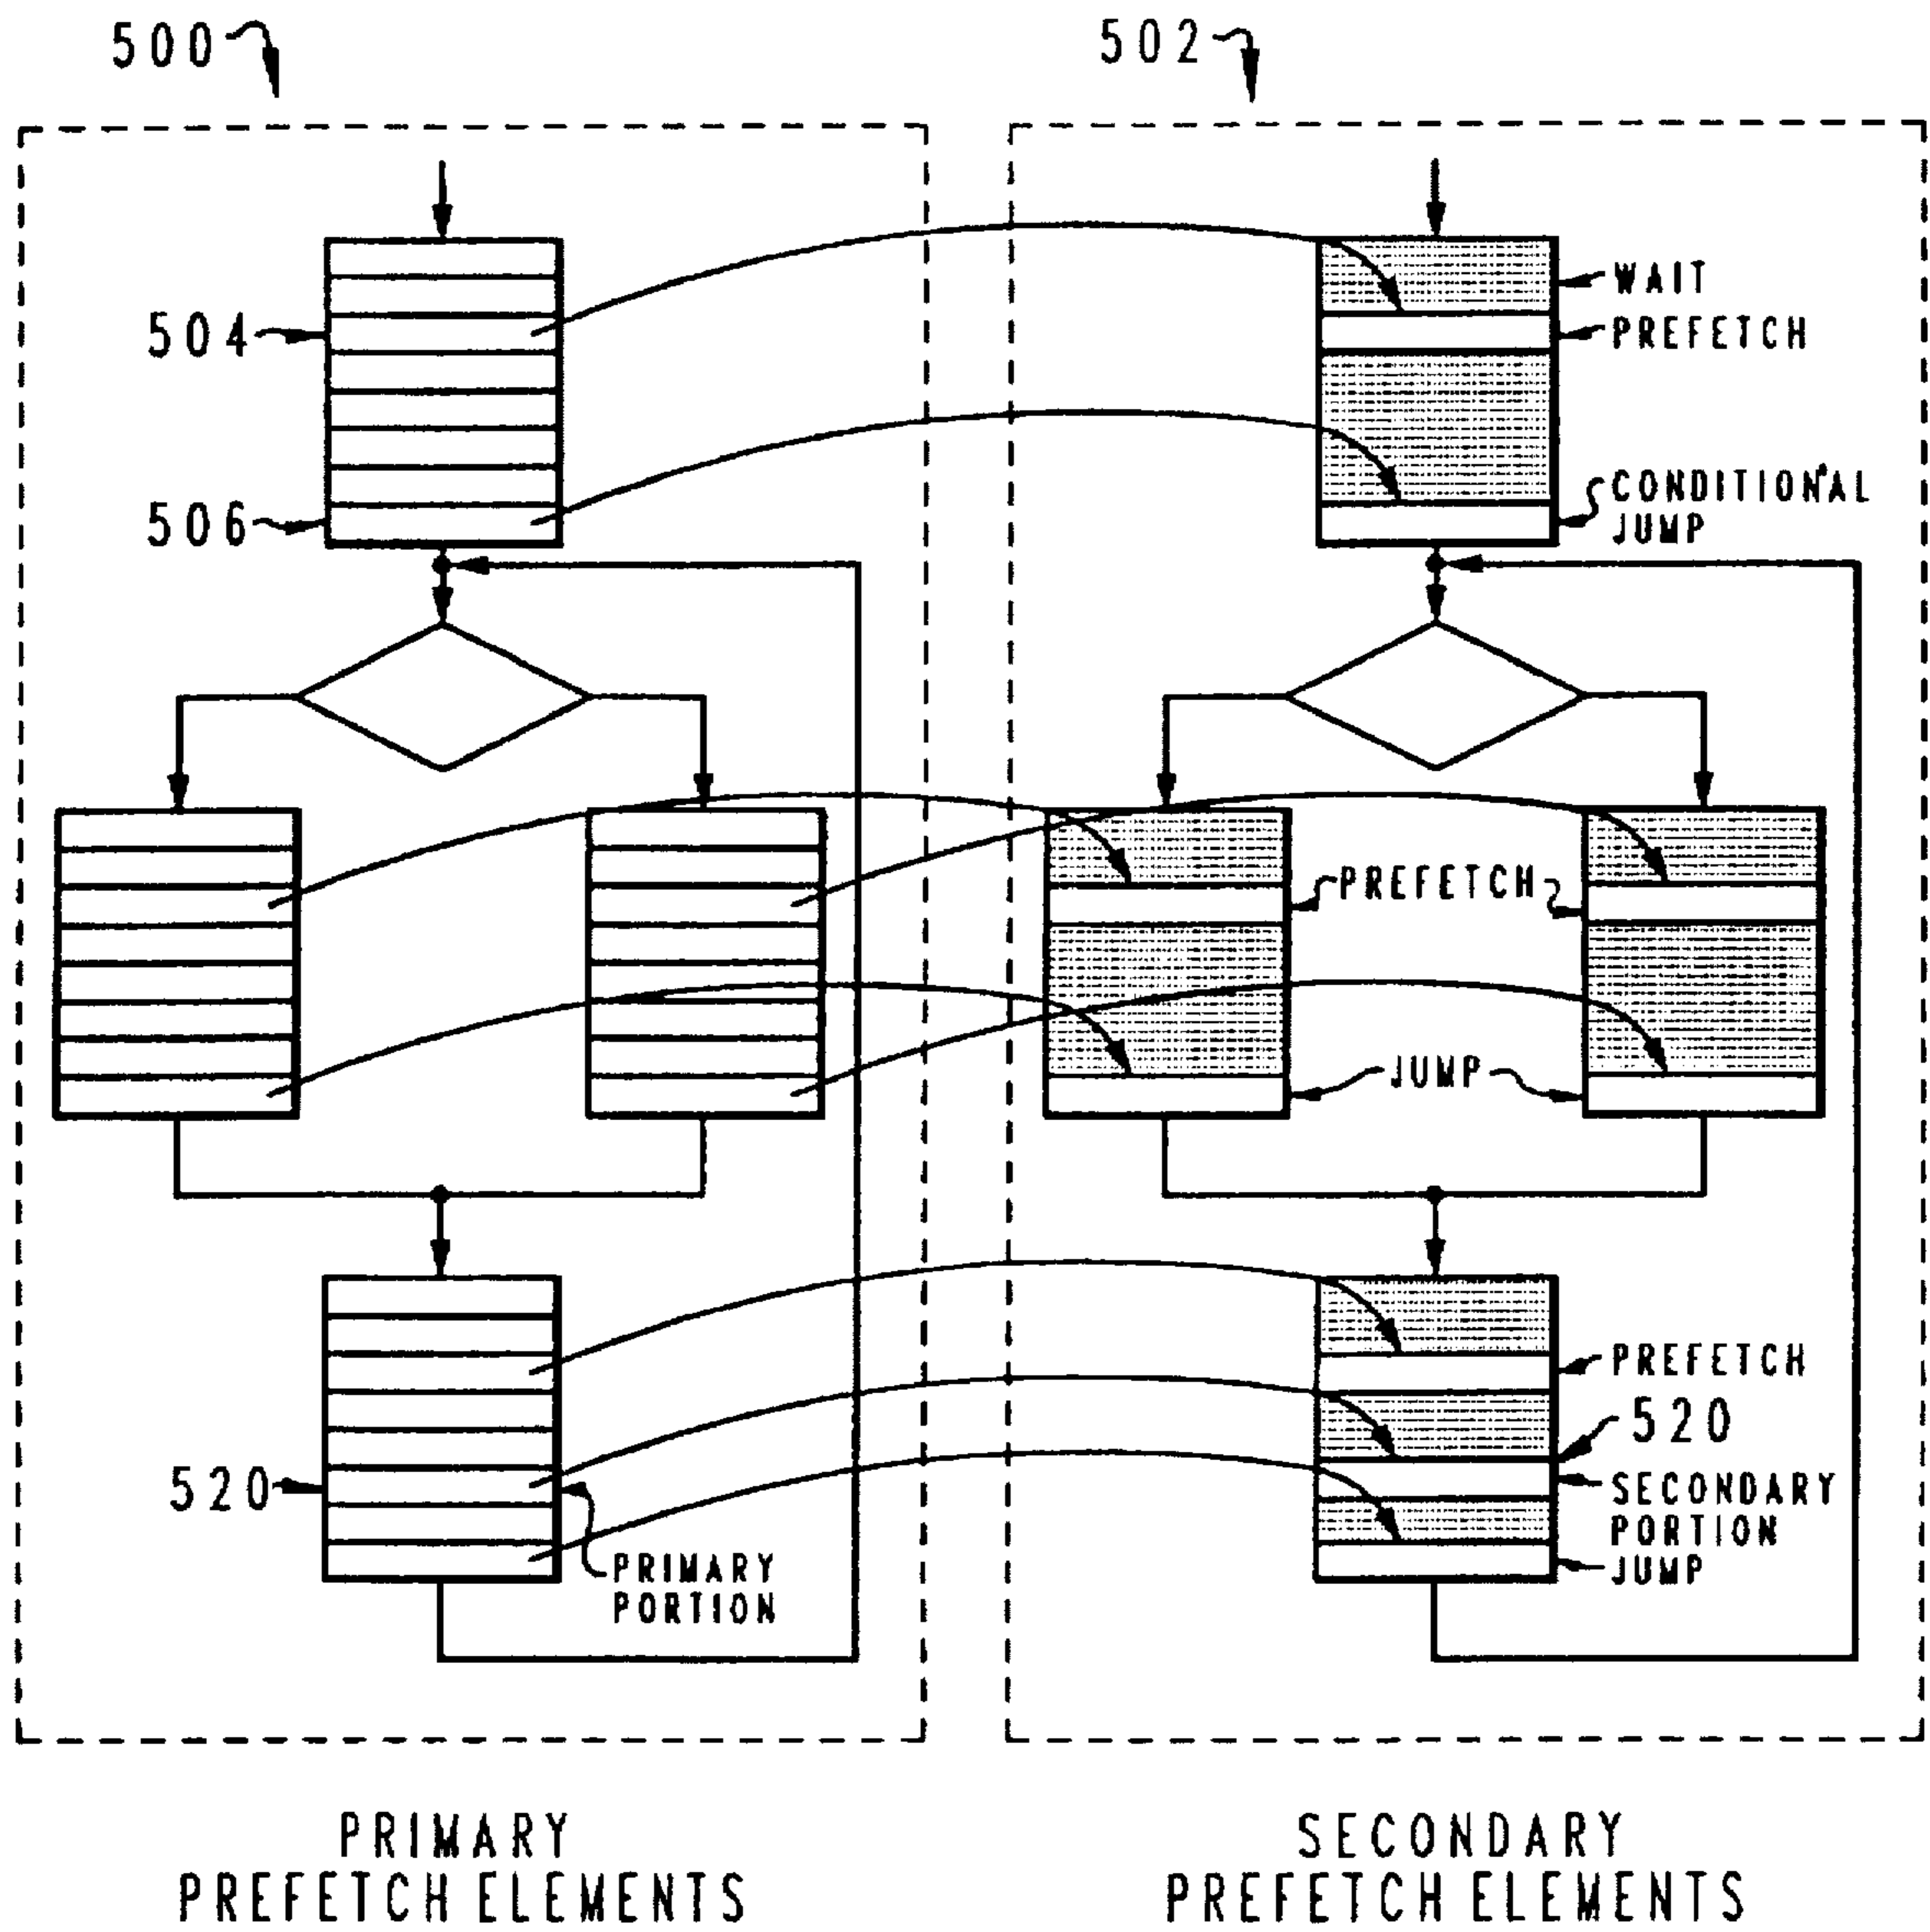 500
502
WAIT
504
PREFETCH
506
CONDITIONAL
JUMP
PREFETCH
JUMP
PREFETCH
520
520
SECONDARY
PORTION
PRIMARY
PORTION
JUMP
PRIMARY
PREFETCH ELEMENTS
SECONDARY
PREFETCH ELEMENTS